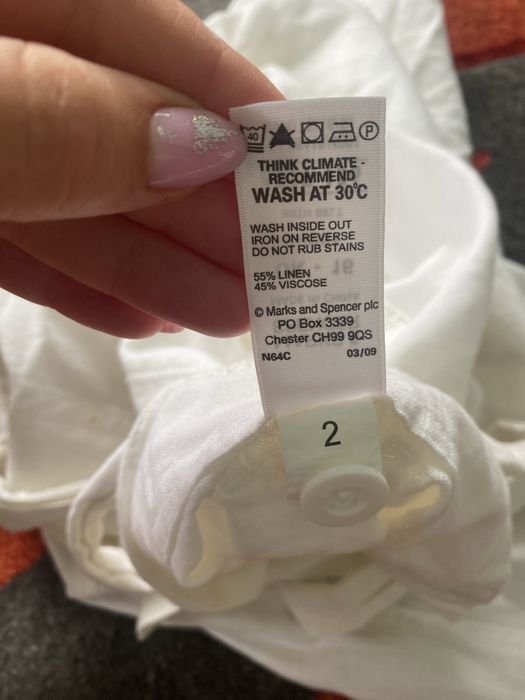 40 P
THINK CLIMATE -
RECOMMEND
WASH AT 30°C
WASH INSIDE OUT
IRON ON REVERSE
DO NOT RUB STAINS
55% LINEN
45% VISCOSE
© Marks and Spencer plc
PO Box 3339
Chester CH99 9QS
N64C 03/09
2